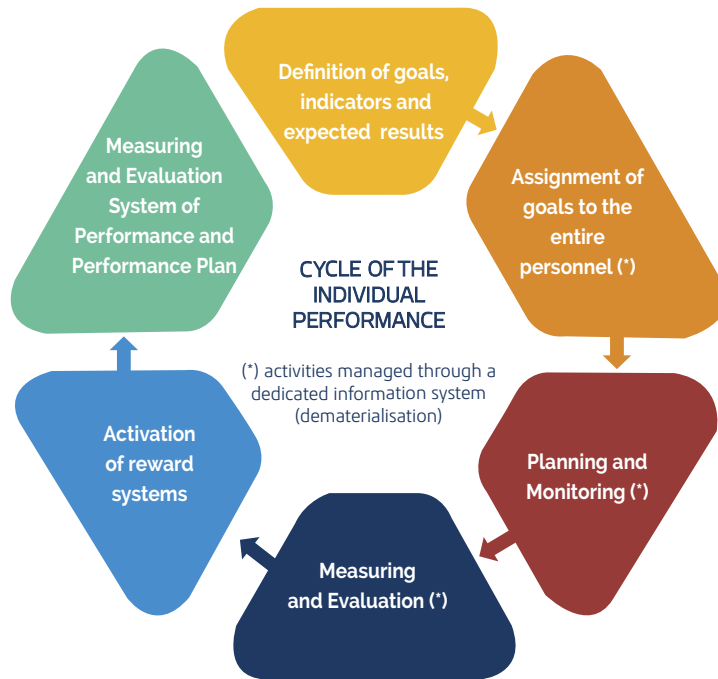 Definition of goals,
indicators and
expected results
Assignment of
goals to the
entire
personnel (*)
Planning and
Monitoring (*)
Measuring
and Evaluation (*)
Activation
of reward
systems
Measuring
and Evaluation
System of
Performance and
Performance Plan
CYCLE OF THE
INDIVIDUAL
PERFORMANCE
(*) activities managed through a
dedicated information system
(dematerialisation)